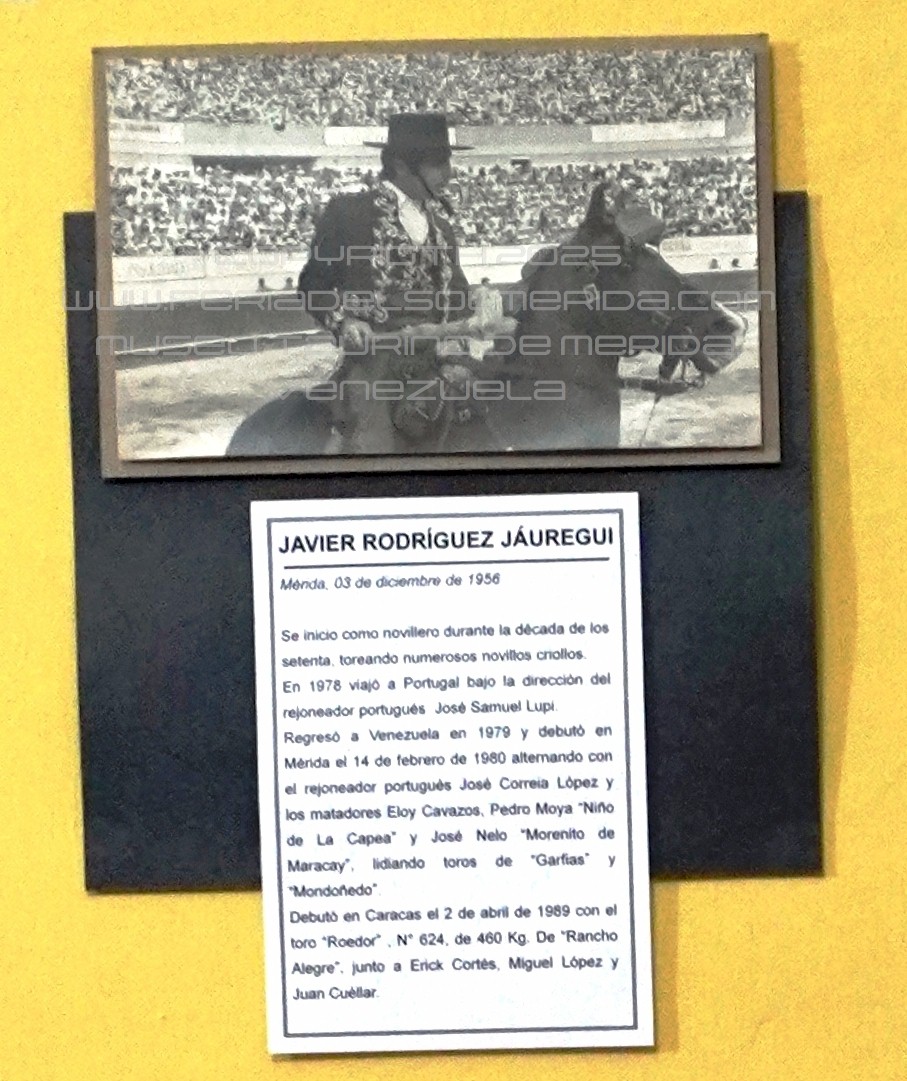 COPYRIGHT 2025
www.feriadelsolmerida.com
museo taurino de merida
venezuela
JAVIER RODRÍGUEZ JÁUREGUI
Mérida, 03 de diciembre de 1956
Se inicio como novillero durante la década de los
setenta, toreando numerosos novillos criollos.
En 1978 viajó a Portugal bajo la dirección del
rejoneador portugués José Samuel Lupi.
Regresó a Venezuela en 1979 y debutó en
Mérida el 14 de febrero de 1980 alternando con
el rejoneador portugués José Correia López y
los matadores Eloy Cavazos, Pedro Moya "Niño
de La Capea" y José Nelo "Morenito de
Maracay", lidiando toros de "Garfias" y
"Mondoñedo".
Debutó en Caracas el 2 de abril de 1989 con el
toro "Roedor" , N° 624, de 460 Kg. De "Rancho
Alegre", junto a Erick Cortés, Miguel López y
Juan Cuéllar.